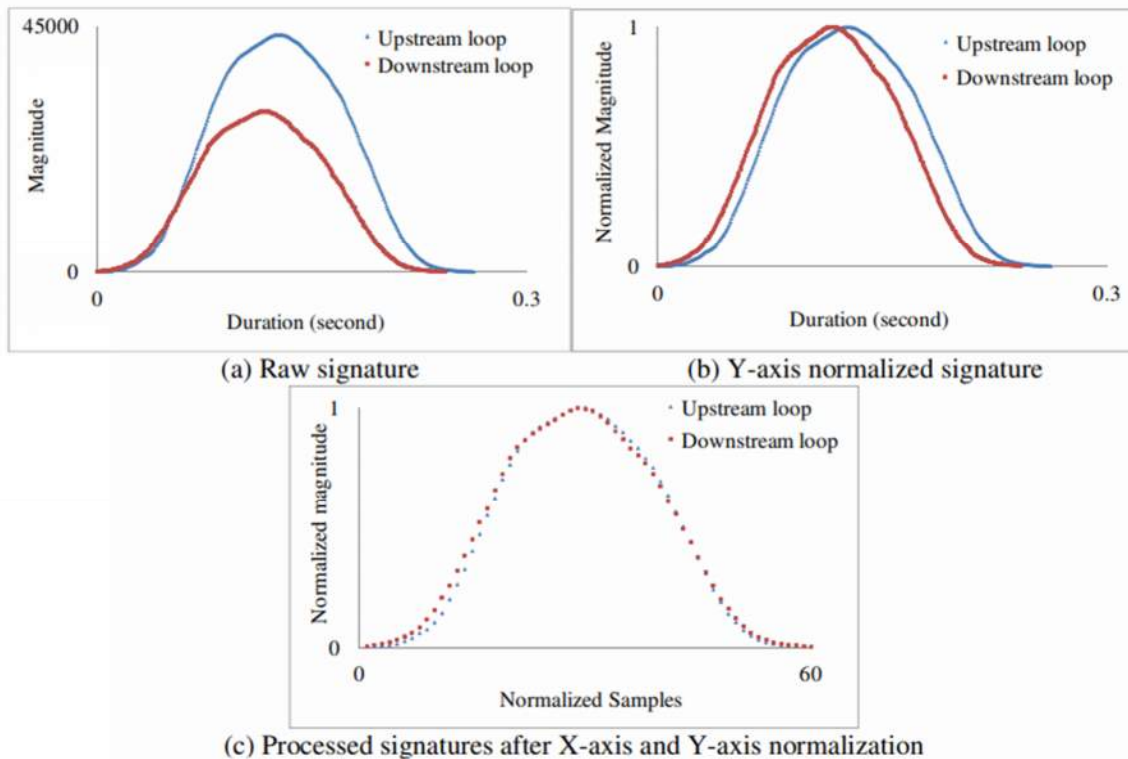 45000
Magnitude
0
0
0.3
Duration (second)
Upstream loop
Downstream loop
(a) Raw signature
1
Normalized Magnitude
0
0
0.3
Duration (second)
Upstream loop
Downstream loop
(b) Y-axis normalized signature
1
Normalized magnitude
0
0
60
Normalized Samples
Upstream loop
Downstream loop
(c) Processed signatures after X-axis and Y-axis normalization